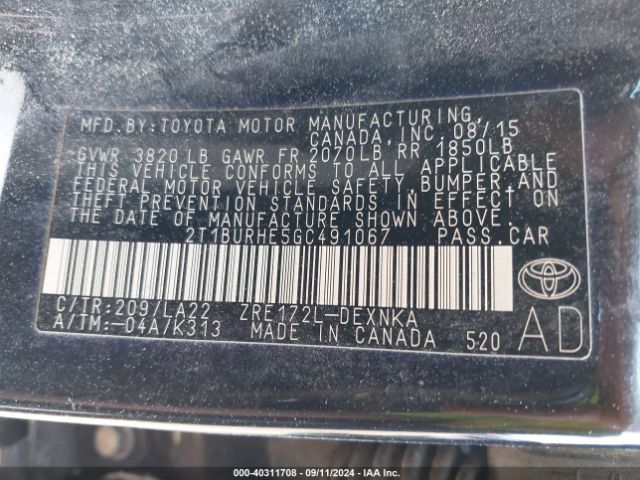 MFD. BY:TOYOTA MOTOR MANUFACTURING,
CANADA, INC. 08/15
GVWR 3820 LB GAWR FR 2070LB RR 1850LB
THIS VEHICLE CONFORMS TO ALL APPLICABLE
FEDERAL MOTOR VEHICLE SAFETY, BUMPER, AND
THEFT PREVENTION STANDARDS IN EFFECT ON
THE DATE OF MANUFACTURE SHOWN ABOVE.
2T1BURHE5GC491067 PASS.CAR
C/TR:209/LA22 ZRE172L-DEXNKA
A/TM:-04A/K313 MADE IN CANADA 520
AD
000-40311708 - 09/11/2024 - IAA Inc.